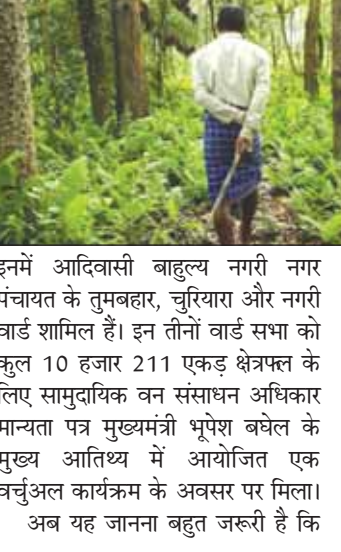 इनमें आदिवासी बाहुल्य नगरी नगर
पंचायत के तुमबहार, चुरियारा और नगरी
वार्ड शामिल हैं। इन तीनों वार्ड सभा को
कुल 10 हजार 211 एकड़ क्षेत्रफल के
लिए सामुदायिक वन संसाधन अधिकार
मान्यता पत्र मुख्यमंत्री भूपेश बघेल के
मुख्य आतिथ्य में आयोजित एक
वर्चुअल कार्यक्रम के अवसर पर मिला।
अब यह जानना बहुत जरूरी है कि